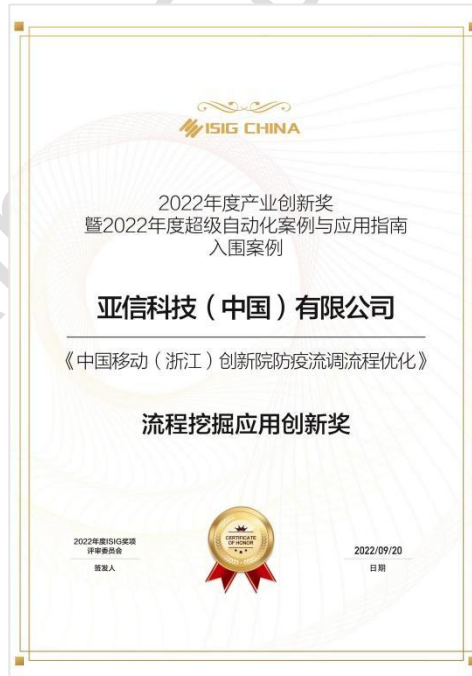 ISIG CHINA
2022年度产业创新奖
暨2022年度超级自动化案例与应用指南
入围案例
亚信科技（中国）有限公司
《中国移动（浙江）创新院防疫流调流程优化》
流程挖掘应用创新奖
CERTIFICATE
OF HONOR
2022年度ISIG奖项
评审委员会
签发人
2022/09/20
日期